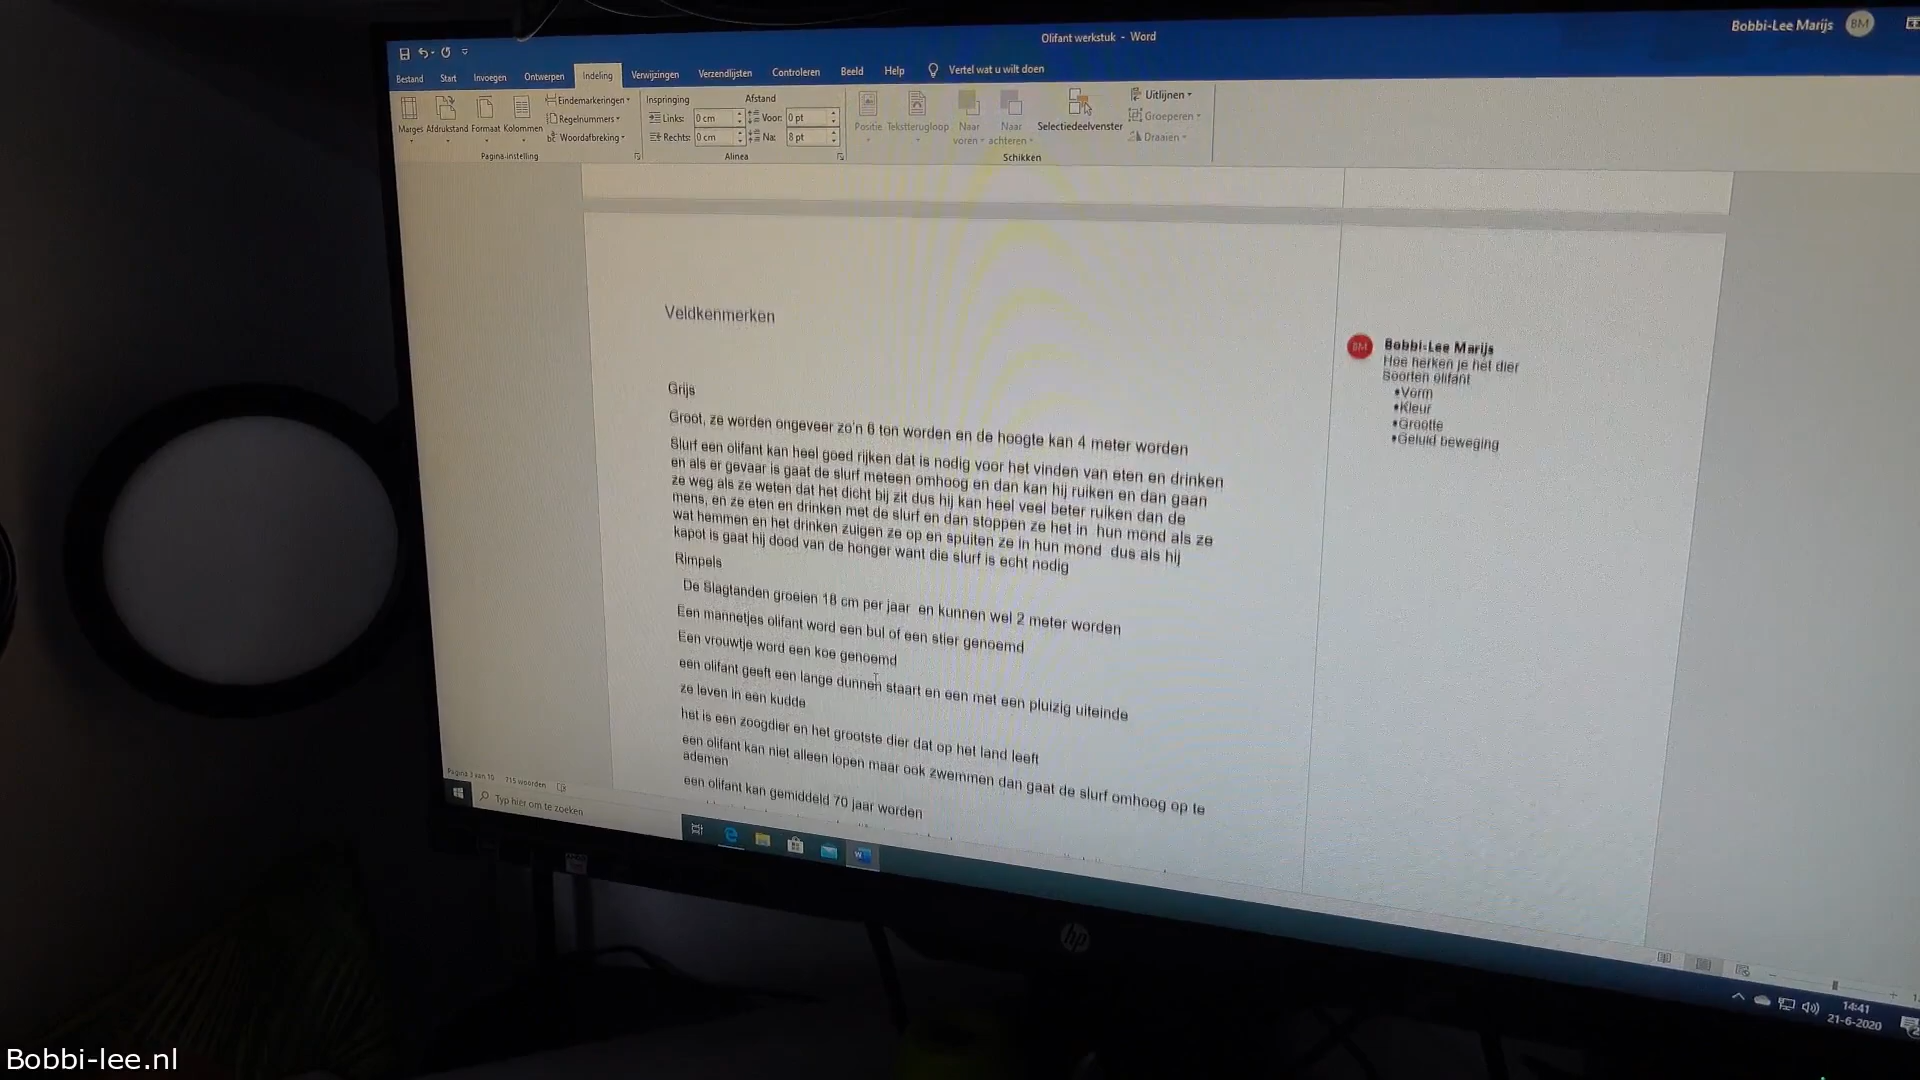 Olifant werkstuk - Word
Bobbi-Lee Marijs BM
Bestand Start Invoegen Ontwerpen Indeling Verwijzingen Verzendlijsten Controleren Beeld Help Vertel wat u wilt doen
Marges Afdrukstand Formaat Kolommen
Eindemarkeringen
Regelnummers
Woordafbreking
Pagina-instelling
Inspringing Afstand
Links: 0 cm Voor: 0 pt
Rechts: 0 cm Na: 8 pt
Alinea
Positie Tekstterugloop Naar voren Naar achteren Selectiedeelvenster
Uitlijnen
Groeperen
Draaien
Schikken
Veldkenmerken
Grijs
Groot, ze worden ongeveer zo'n 6 ton worden en de hoogte kan 4 meter worden
Slurf een olifant kan heel goed rijken dat is nodig voor het vinden van eten en drinken
en als er gevaar is gaat de slurf meteen omhoog en dan kan hij ruiken en dan gaan
ze weg als ze weten dat het dicht bij zit dus hij kan heel veel beter ruiken dan de
mens, en ze eten en drinken met de slurf en dan stoppen ze het in hun mond als ze
wat hemmen en het drinken zuigen ze op en spuiten ze in hun mond dus als hij
kapot is gaat hij dood van de honger want die slurf is echt nodig
Rimpels
De Slagtanden groeien 18 cm per jaar en kunnen wel 2 meter worden
Een mannetjes olifant word een bul of een stier genoemd
Een vrouwtje word een koe genoemd
een olifant geeft een lange dunnen staart en een met een pluizig uiteinde
ze leven in een kudde
het is een zoogdier en het grootste dier dat op het land leeft
een olifant kan niet alleen lopen maar ook zwemmen dan gaat de slurf omhoog op te
ademen
een olifant kan gemiddeld 70 jaar worden
BM Bobbi-Lee Marijs
Hoe herken je het dier
Soorten olifant
•Vorm
•Kleur
•Grootte
•Geluid beweging
Pagina 3 van 10 715 woorden
Typ hier om te zoeken
hp
14:41
21-6-2020
Bobbi-lee.nl